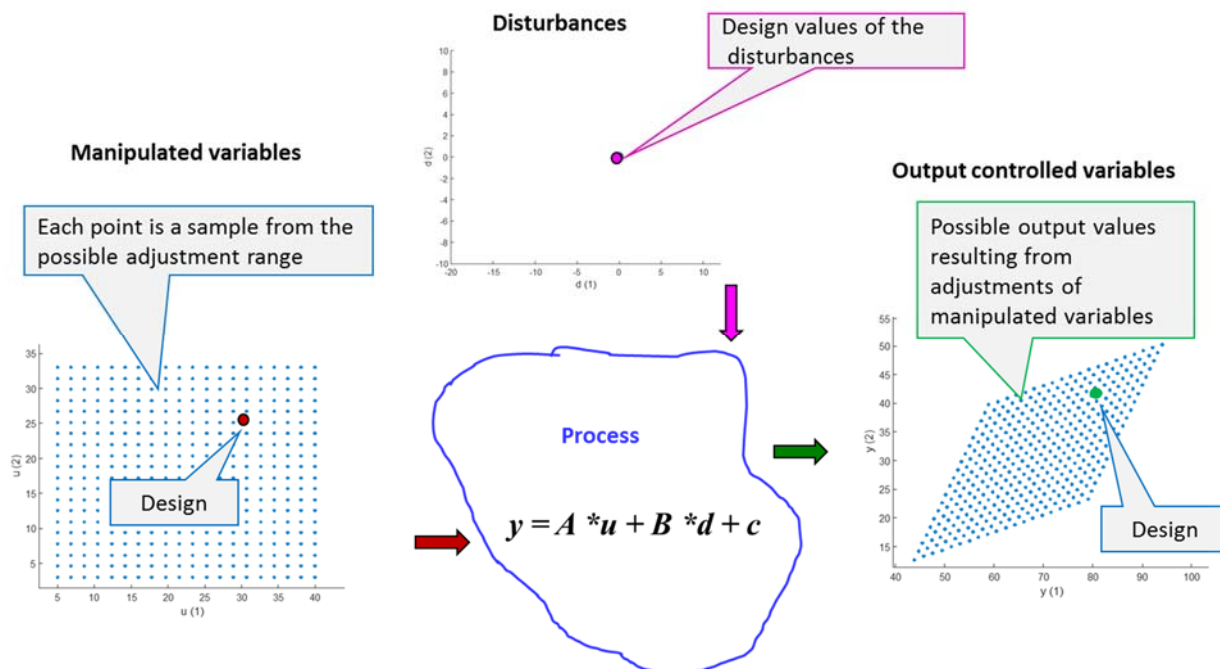 Disturbances
Design values of the
disturbances
10
8
6
4
2
0
-2
-4
-6
-8
-10
d (2)
-20
-15
-10
-5
0
5
10
d (1)
Manipulated variables
Each point is a sample from the
possible adjustment range
35
30
25
20
15
10
5
u (2)
5
10
15
20
25
30
35
40
u (1)
Design
Process
y = A *u + B *d + c
Output controlled variables
Possible output values
resulting from
adjustments of
manipulated variables
55
50
45
40
35
30
25
20
15
y (2)
40
50
60
70
80
90
100
y (1)
Design